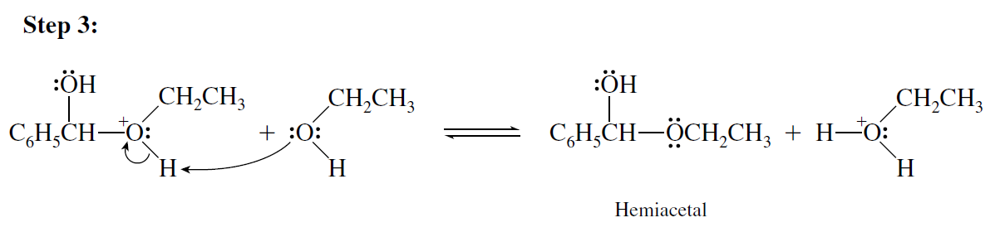 Step 3:
:ÖH
CH₂CH₃
C₆H₅CH—O⁺:
H
+ :O:
CH₂CH₃
H
⇌
:ÖH
C₆H₅CH—ÖCH₂CH₃ + H—O⁺:
CH₂CH₃
H
Hemiacetal